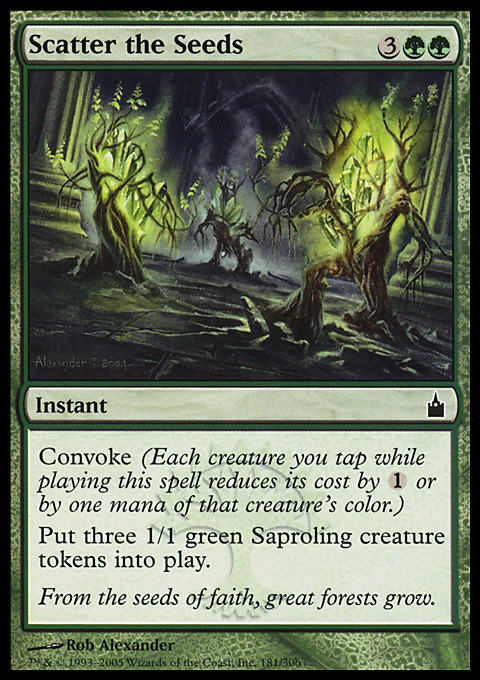 Scatter the Seeds 3
Alexander ©2004
Instant
Convoke (Each creature you tap while
playing this spell reduces its cost by 1 or
by one mana of that creature's color.)
Put three 1/1 green Saproling creature
tokens into play.
From the seeds of faith, great forests grow.
Rob Alexander
™ & © 1993–2005 Wizards of the Coast, Inc. 181/306